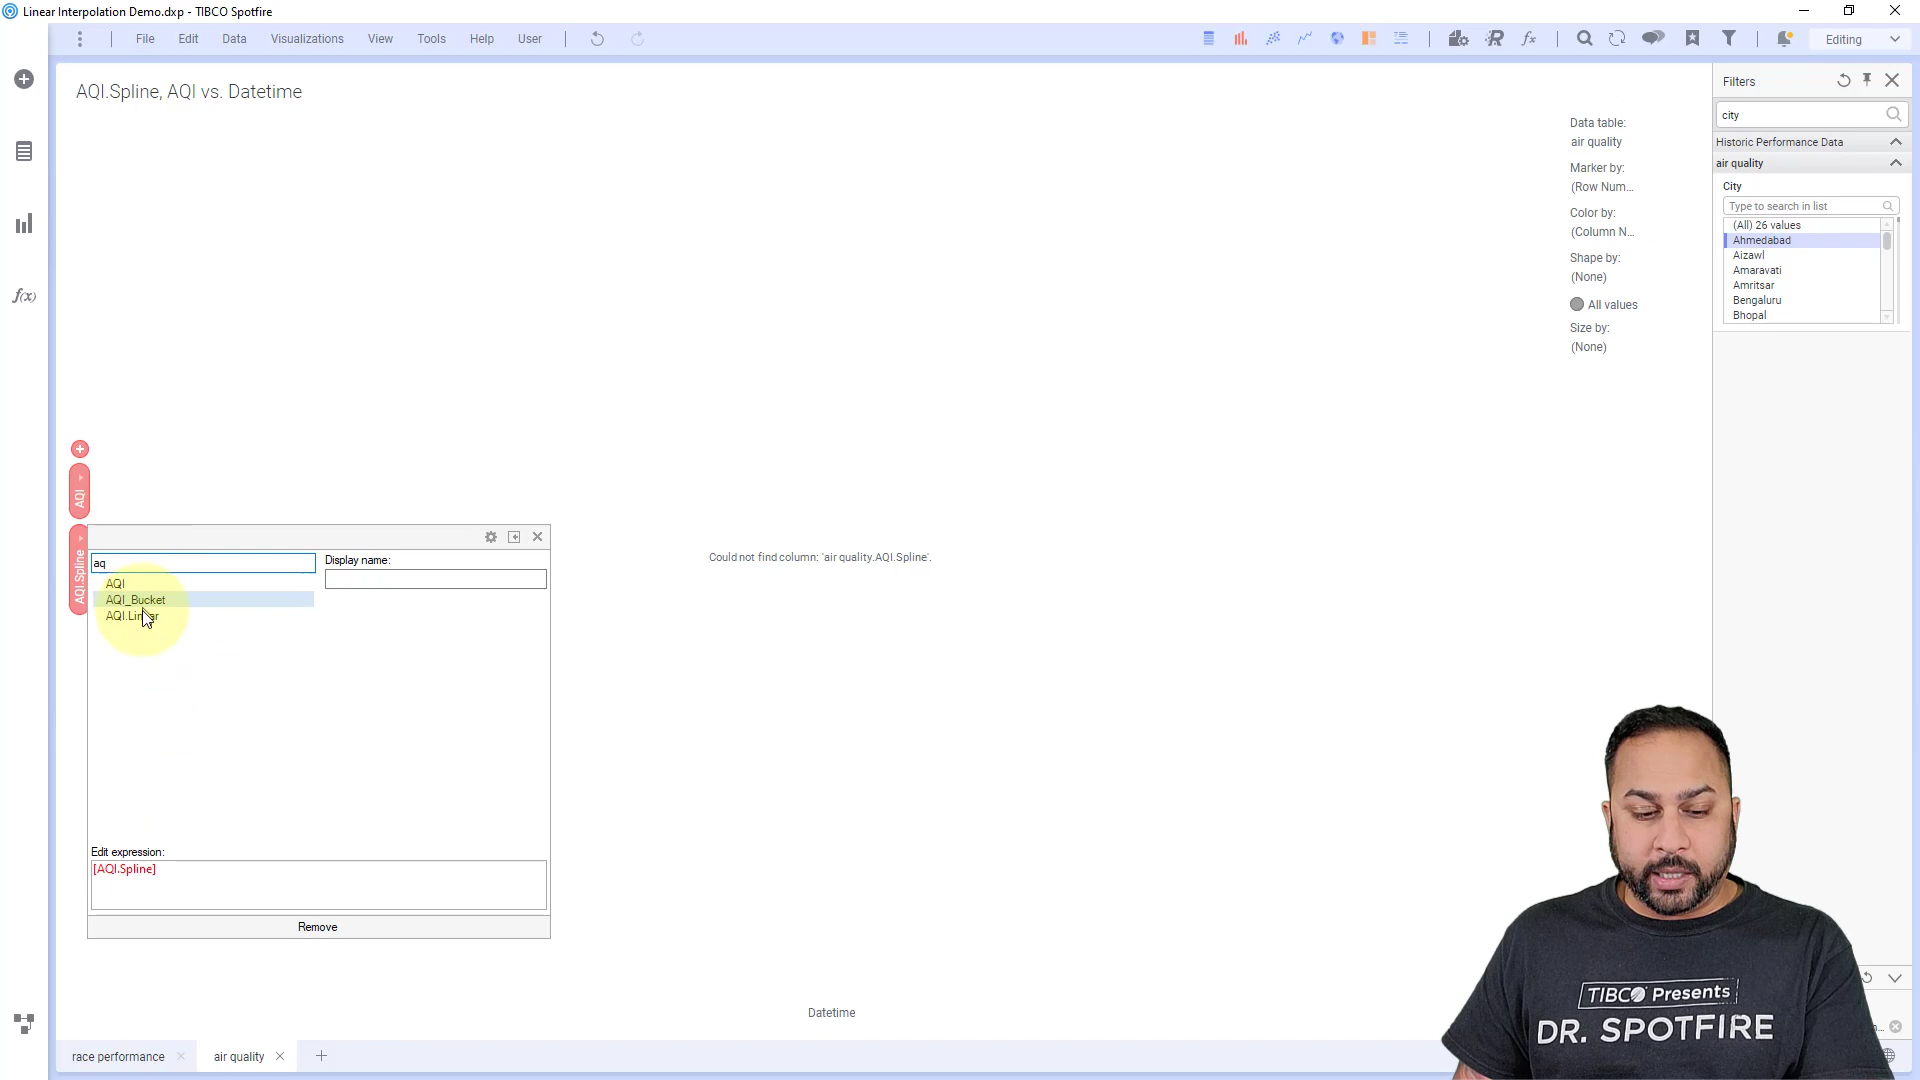 Linear Interpolation Demo.dxp - TIBCO Spotfire
File Edit Data Visualizations View Tools Help User
Editing
AQI.Spline, AQI vs. Datetime
Data table:
air quality
Marker by:
(Row Num...
Color by:
(Column N...
Shape by:
(None)
All values
Size by:
(None)
Filters
city
Historic Performance Data
air quality
City
Type to search in list
(All) 26 values
Ahmedabad
Aizawl
Amaravati
Amritsar
Bengaluru
Bhopal
AQI
AQI.Spline
aq
Display name:
AQI
AQI_Bucket
AQI.Linear
Could not find column: 'air quality.AQI.Spline'.
Edit expression:
[AQI.Spline]
Remove
Datetime
race performance
air quality
TIBCO Presents
DR. SPOTFIRE